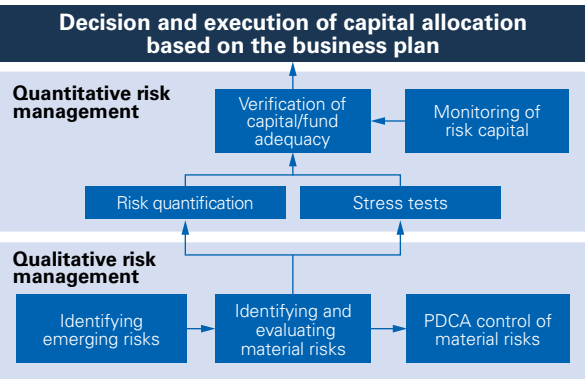 Decision and execution of capital allocation
based on the business plan
Quantitative risk
management
Verification of
capital/fund
adequacy
Monitoring of
risk capital
Risk quantification
Stress tests
Qualitative risk
management
Identifying
emerging risks
Identifying and
evaluating
material risks
PDCA control of
material risks